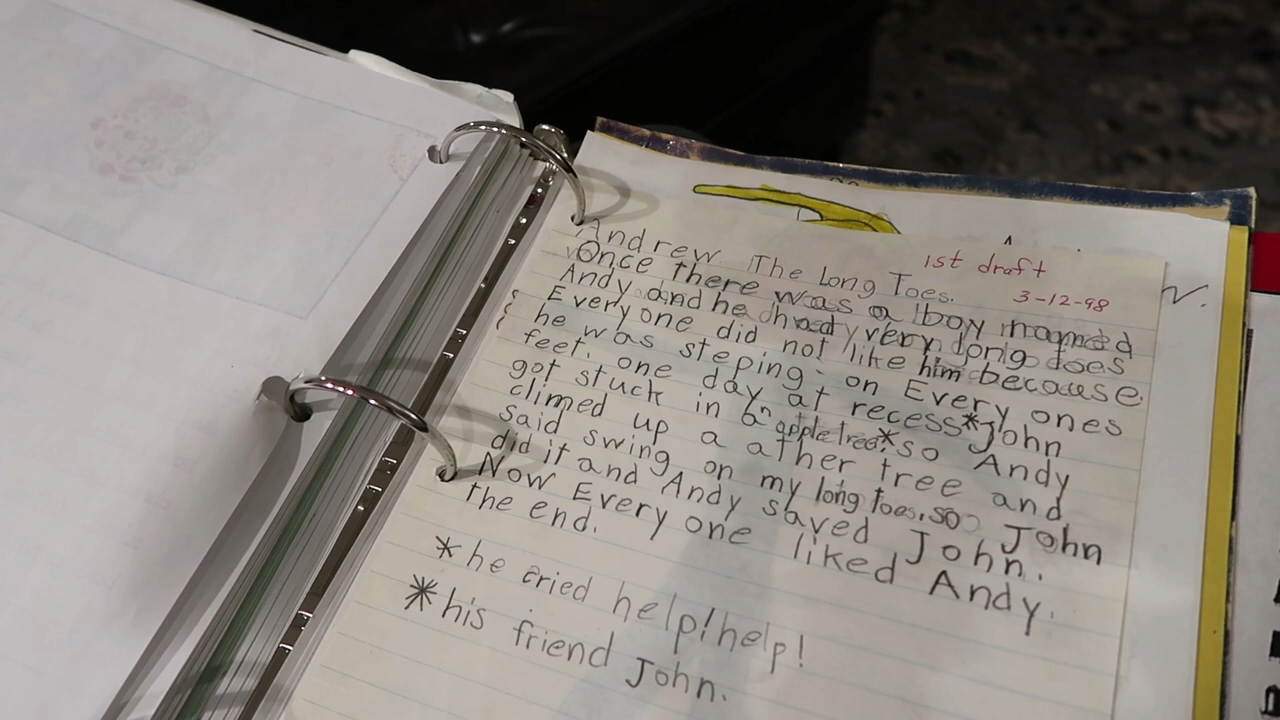 Andrew The Long Toes.
1st draft
3-12-98
Once there was a boy named
Andy and he had very long toes
Every one did not like him because
he was steping on Every ones
feet. one day at recess*John
got stuck in an appletree*so Andy
climed up a ather tree and
said swing on my long toes. so John
did it and Andy saved John.
Now Every one liked Andy.
the end.
*he cried help! help!
*his friend John.